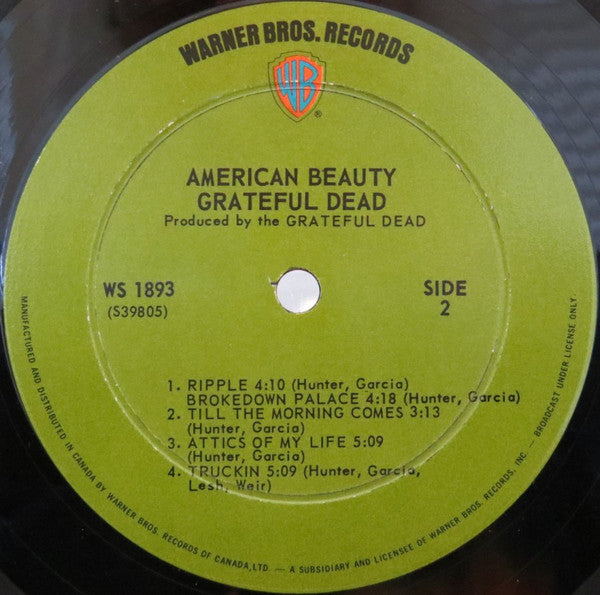 WARNER BROS. RECORDS
WB
®
AMERICAN BEAUTY
GRATEFUL DEAD
Produced by the GRATEFUL DEAD
WS 1893
(S39805)
SIDE
2
1. RIPPLE 4:10 (Hunter, Garcia)
BROKEDOWN PALACE 4:18 (Hunter, Garcia)
2. TILL THE MORNING COMES 3:13
(Hunter, Garcia)
3. ATTICS OF MY LIFE 5:09
(Hunter, Garcia)
4. TRUCKIN 5:09 (Hunter, Garcia,
Lesh, Weir)
MANUFACTURED AND DISTRIBUTED IN CANADA BY WARNER BROS. RECORDS OF CANADA, LTD. — A SUBSIDIARY AND LICENSEE OF WARNER BROS. RECORDS, INC — BROADCAST UNDER LICENSE ONLY.